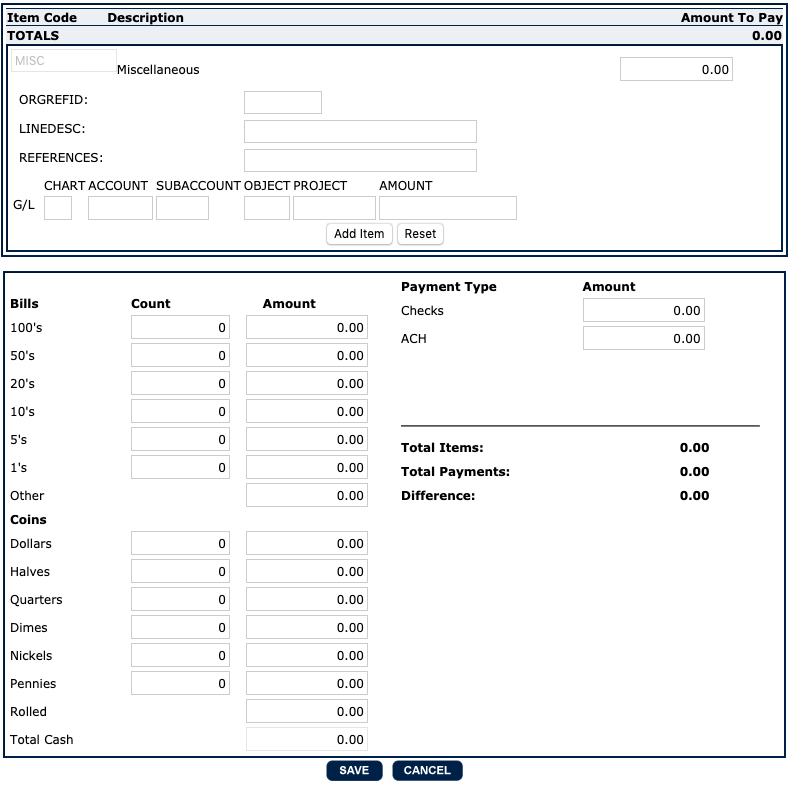 Item Code Description Amount To Pay
TOTALS 0.00
MISC Miscellaneous 0.00
ORGREFID:
LINEDESC:
REFERENCES:
CHART ACCOUNT SUBACCOUNT OBJECT PROJECT AMOUNT
G/L
Add Item Reset
Bills Count Amount
100's 0 0.00
50's 0 0.00
20's 0 0.00
10's 0 0.00
5's 0 0.00
1's 0 0.00
Other 0.00
Coins
Dollars 0 0.00
Halves 0 0.00
Quarters 0 0.00
Dimes 0 0.00
Nickels 0 0.00
Pennies 0 0.00
Rolled 0.00
Total Cash 0.00
Payment Type Amount
Checks 0.00
ACH 0.00
Total Items: 0.00
Total Payments: 0.00
Difference: 0.00
SAVE CANCEL